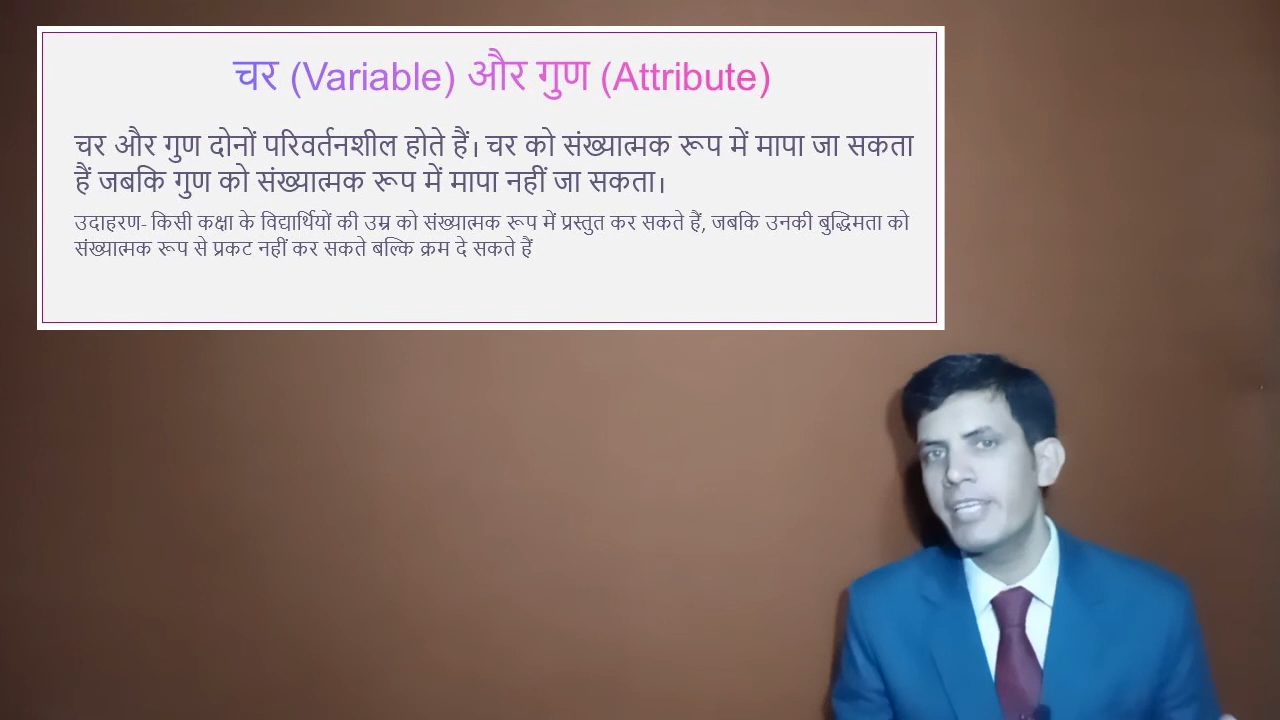 चर (Variable) और गुण (Attribute)
चर और गुण दोनों परिवर्तनशील होते हैं। चर को संख्यात्मक रूप में मापा जा सकता
हैं जबकि गुण को संख्यात्मक रूप में मापा नहीं जा सकता।
उदाहरण- किसी कक्षा के विद्यार्थियों की उम्र को संख्यात्मक रूप में प्रस्तुत कर सकते हैं, जबकि उनकी बुद्धिमता को
संख्यात्मक रूप से प्रकट नहीं कर सकते बल्कि क्रम दे सकते हैं